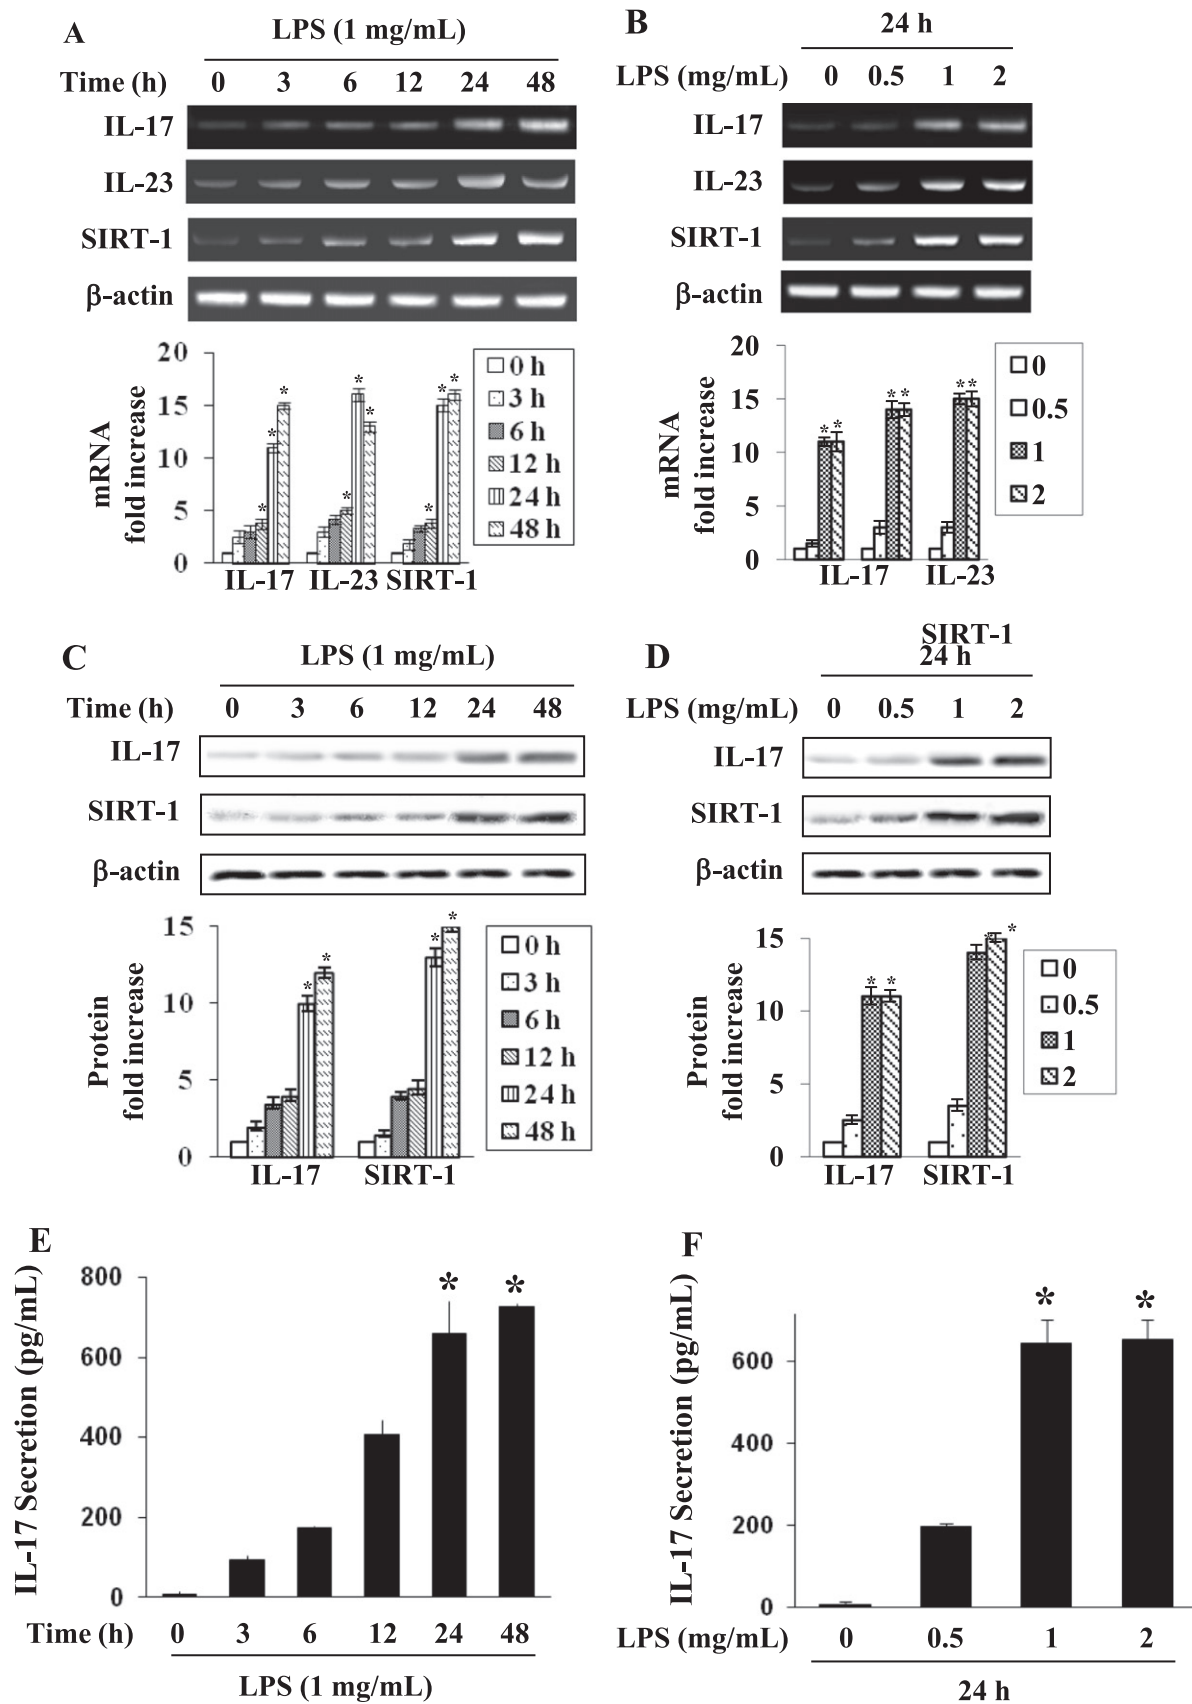 A
LPS (1 mg/mL)
Time (h) 0 3 6 12 24 48
IL-17
IL-23
SIRT-1
β-actin
mRNA
fold increase
20
15
10
5
0
* * * * * * * * *
IL-17 IL-23 SIRT-1
0 h
3 h
6 h
12 h
24 h
48 h
B
24 h
LPS (mg/mL) 0 0.5 1 2
IL-17
IL-23
SIRT-1
β-actin
mRNA
fold increase
20
15
10
5
0
* * * * * *
IL-17 IL-23
SIRT-1
0
0.5
1
2
C
LPS (1 mg/mL)
Time (h) 0 3 6 12 24 48
IL-17
SIRT-1
β-actin
Protein
fold increase
15
10
5
0
* * * *
IL-17 SIRT-1
0 h
3 h
6 h
12 h
24 h
48 h
D
24 h
LPS (mg/mL) 0 0.5 1 2
IL-17
SIRT-1
β-actin
Protein
fold increase
15
10
5
0
* * * *
IL-17 SIRT-1
0
0.5
1
2
E
IL-17 Secretion (pg/mL)
800
600
400
200
0
* *
Time (h) 0 3 6 12 24 48
LPS (1 mg/mL)
F
IL-17 Secretion (pg/mL)
600
400
200
0
* *
LPS (mg/mL) 0 0.5 1 2
24 h